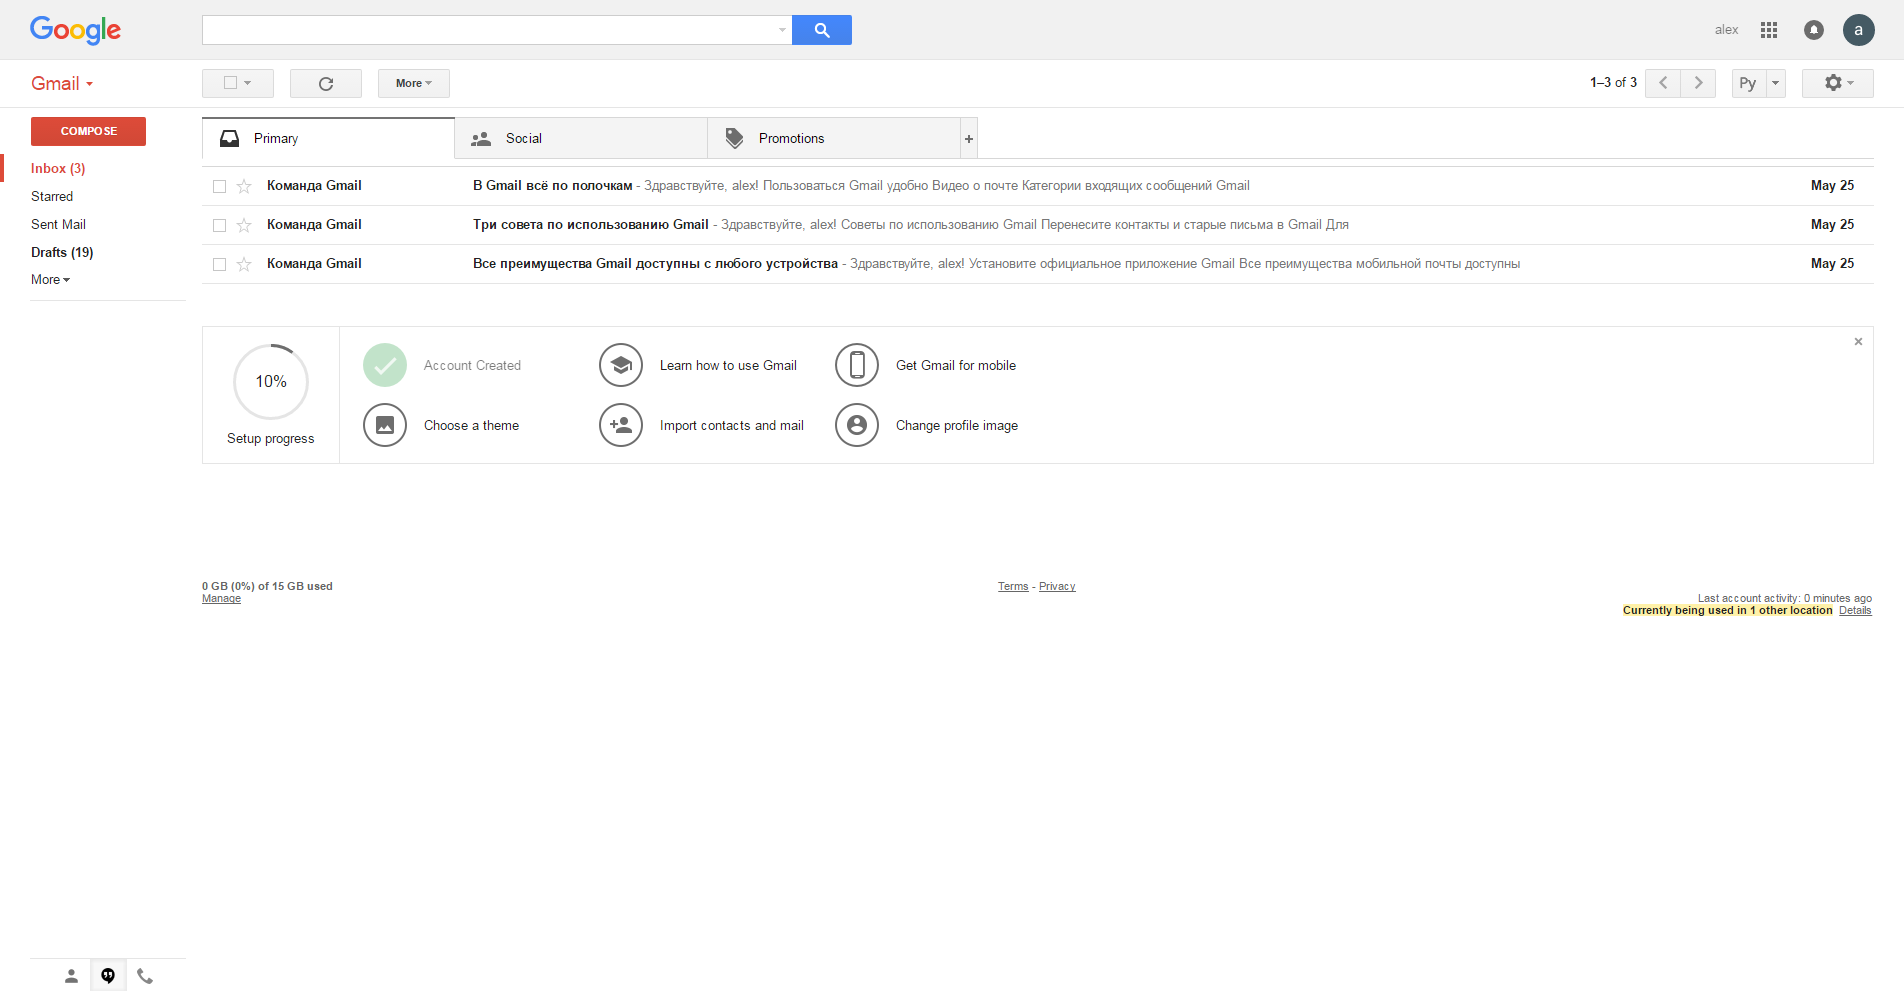 Google
alex
a
Gmail
More
1–3 of 3
Ру
COMPOSE
Inbox (3)
Starred
Sent Mail
Drafts (19)
More
Primary
Social
Promotions
+
Команда Gmail В Gmail всё по полочкам - Здравствуйте, alex! Пользоваться Gmail удобно Видео о почте Категории входящих сообщений Gmail May 25
Команда Gmail Три совета по использованию Gmail - Здравствуйте, alex! Советы по использованию Gmail Перенесите контакты и старые письма в Gmail Для May 25
Команда Gmail Все преимущества Gmail доступны с любого устройства - Здравствуйте, alex! Установите официальное приложение Gmail Все преимущества мобильной почты доступны May 25
10%
Setup progress
Account Created
Learn how to use Gmail
Get Gmail for mobile
Choose a theme
Import contacts and mail
Change profile image
0 GB (0%) of 15 GB used
Manage
Terms - Privacy
Last account activity: 0 minutes ago
Currently being used in 1 other location Details